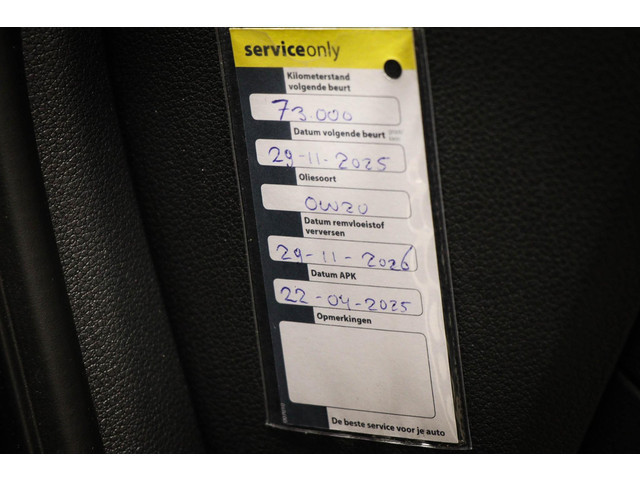 serviceonly
Kilometerstand
volgende beurt
73.000
Datum volgende beurt
29-11-2025
Oliesoort
OW20
Datum remvloeistof
verversen
29-11-2026
Datum APK
22-04-2025
Opmerkingen
De beste service voor je auto